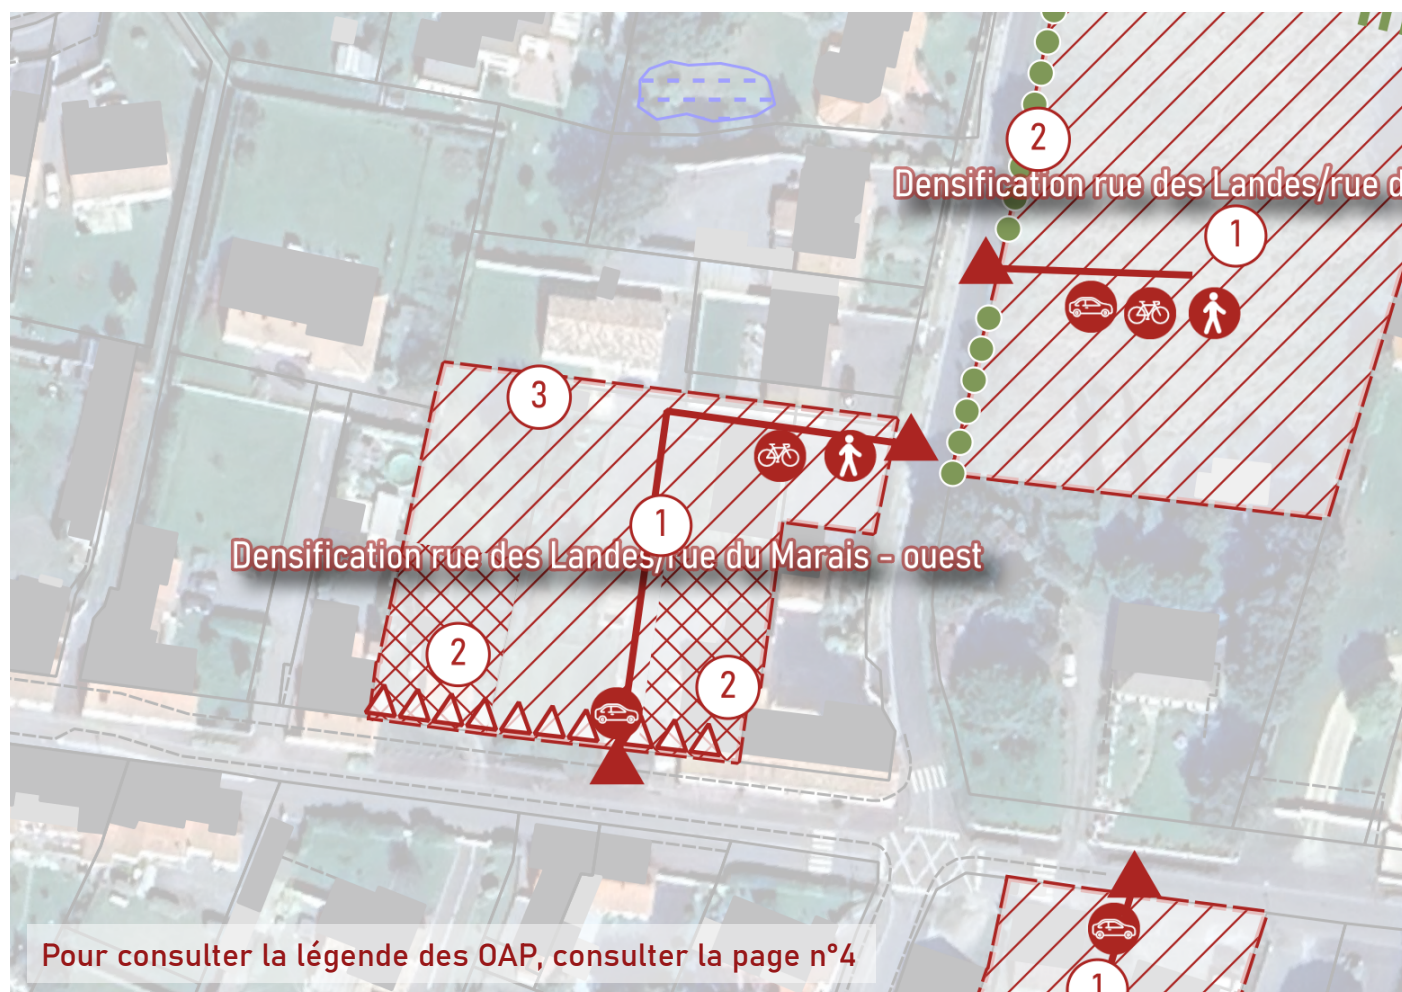 2
Densification rue des Landes/rue d
1
3
1
Densification rue des Landes/rue du Marais - ouest
2
2
Pour consulter la légende des OAP, consulter la page n°4
1